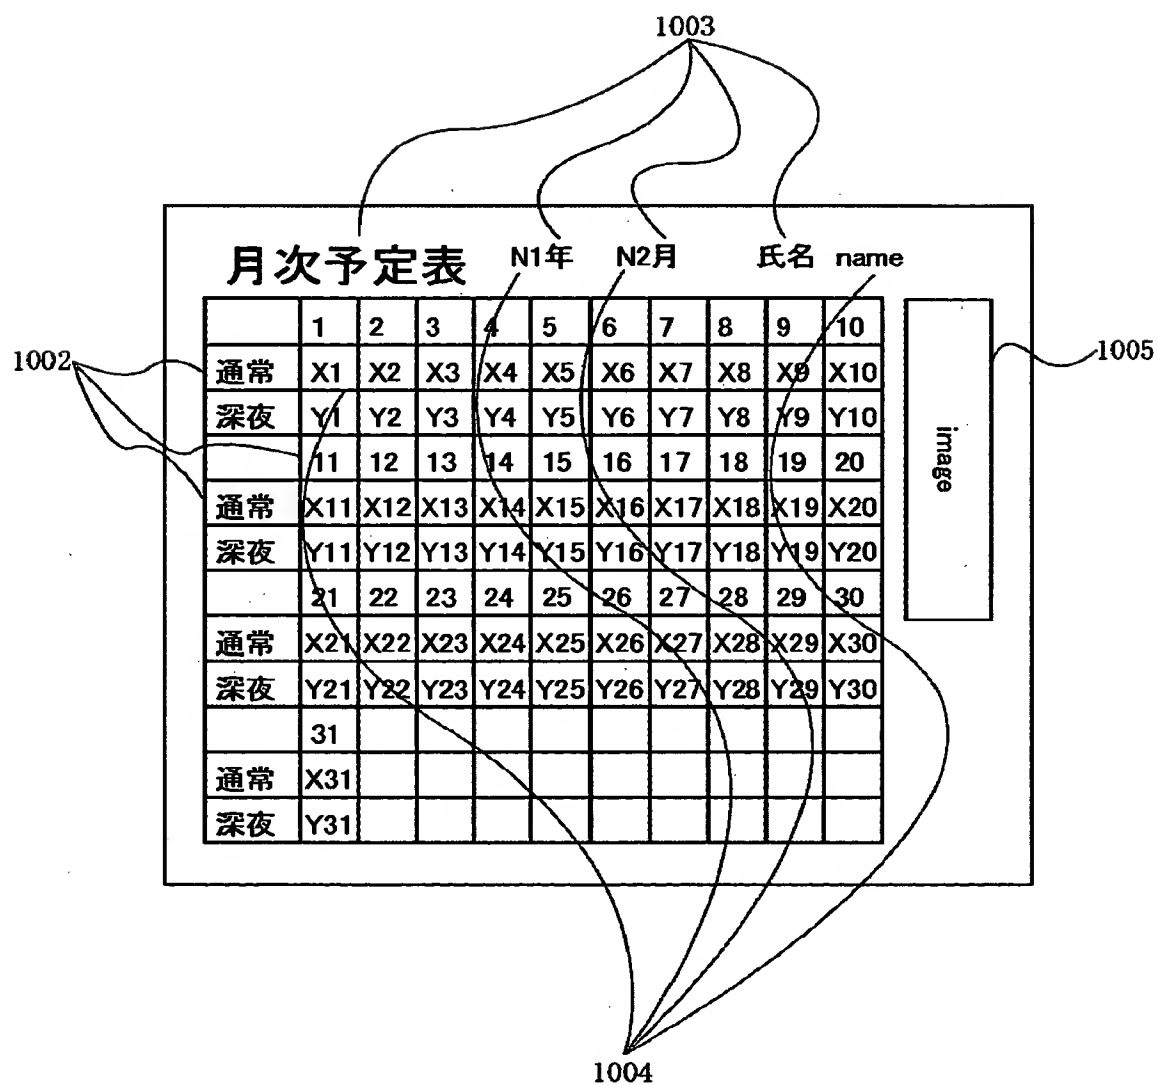 1003
月次予定表 N1年 N2月 氏名 name
1 2 3 4 5 6 7 8 9 10
1002 通常 X1 X2 X3 X4 X5 X6 X7 X8 X9 X10 1005
深夜 Y1 Y2 Y3 Y4 Y5 Y6 Y7 Y8 Y9 Y10
image
11 12 13 14 15 16 17 18 19 20
通常 X11 X12 X13 X14 X15 X16 X17 X18 X19 X20
深夜 Y11 Y12 Y13 Y14 Y15 Y16 Y17 Y18 Y19 Y20
21 22 23 24 25 26 27 28 29 30
通常 X21 X22 X23 X24 X25 X26 X27 X28 X29 X30
深夜 Y21 Y22 Y23 Y24 Y25 Y26 Y27 Y28 Y29 Y30
31
通常 X31
深夜 Y31
1004